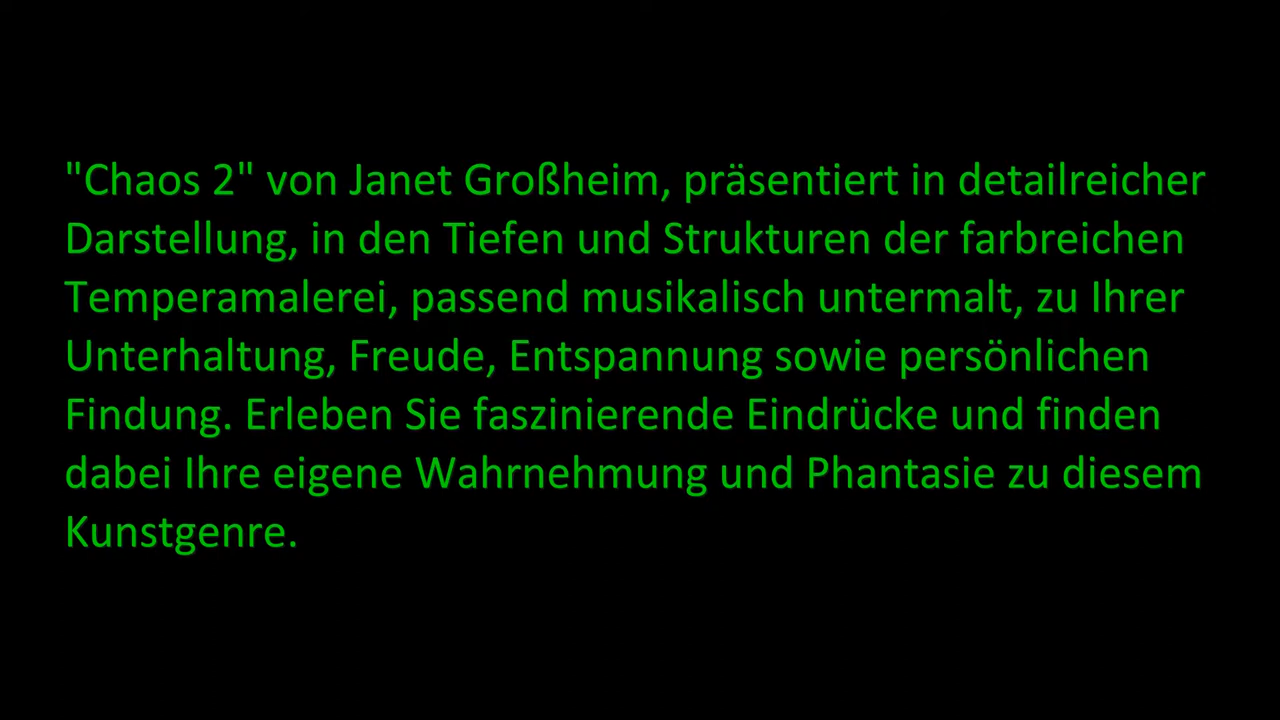 "Chaos 2" von Janet Großheim, präsentiert in detailreicher
Darstellung, in den Tiefen und Strukturen der farbreichen
Temperamalerei, passend musikalisch untermalt, zu Ihrer
Unterhaltung, Freude, Entspannung sowie persönlichen
Findung. Erleben Sie faszinierende Eindrücke und finden
dabei Ihre eigene Wahrnehmung und Phantasie zu diesem
Kunstgenre.